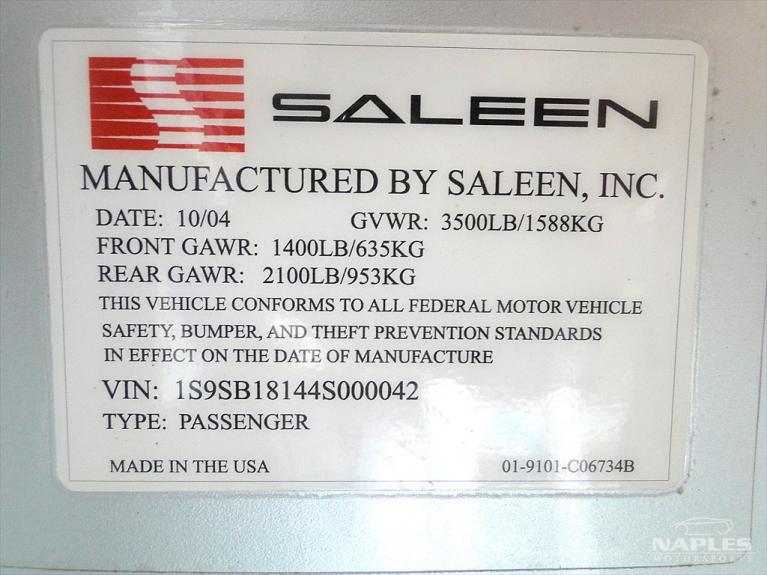 SALEEN
MANUFACTURED BY SALEEN, INC.
DATE: 10/04 GVWR: 3500LB/1588KG
FRONT GAWR: 1400LB/635KG
REAR GAWR: 2100LB/953KG
THIS VEHICLE CONFORMS TO ALL FEDERAL MOTOR VEHICLE
SAFETY, BUMPER, AND THEFT PREVENTION STANDARDS
IN EFFECT ON THE DATE OF MANUFACTURE
VIN: 1S9SB18144S000042
TYPE: PASSENGER
MADE IN THE USA 01-9101-C06734B
NAPLES
MOTORSPORTS